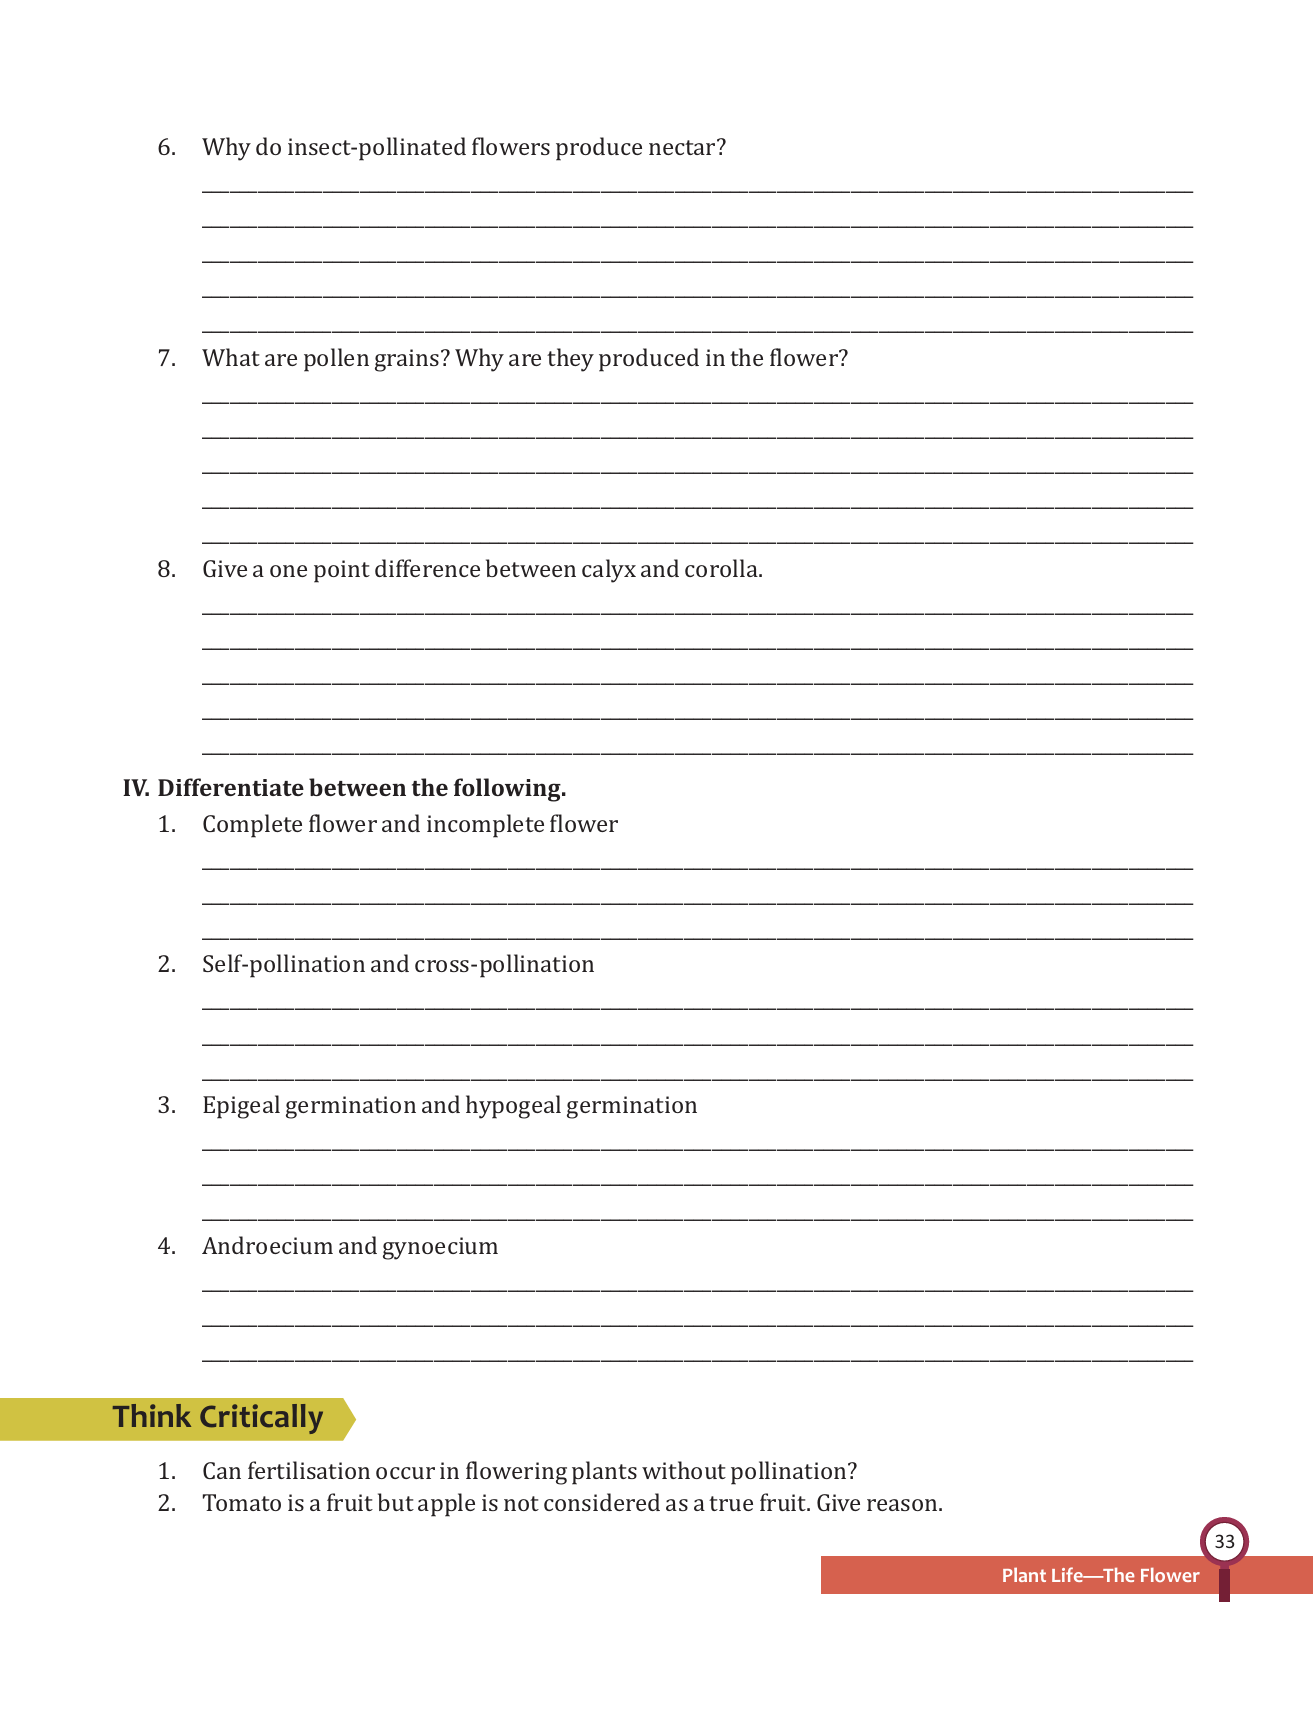 6. Why do insect-pollinated flowers produce nectar?
7. What are pollen grains? Why are they produced in the flower?
8. Give a one point difference between calyx and corolla.
IV. Differentiate between the following.
1. Complete flower and incomplete flower
2. Self-pollination and cross-pollination
3. Epigeal germination and hypogeal germination
4. Androecium and gynoecium
Think Critically
1. Can fertilisation occur in flowering plants without pollination?
2. Tomato is a fruit but apple is not considered as a true fruit. Give reason.
33
Plant Life—The Flower